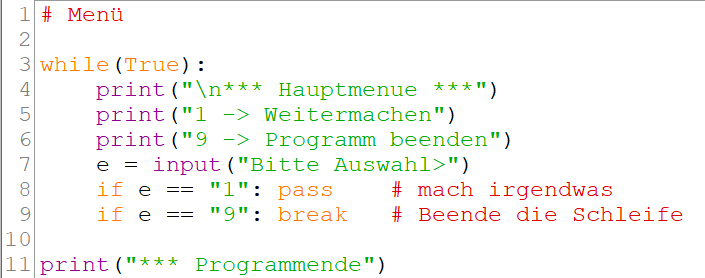 1 # Menü
2
3 while(True):
4     print("\n*** Hauptmenue ***")
5     print("1 -> Weitermachen")
6     print("9 -> Programm beenden")
7     e = input("Bitte Auswahl>")
8     if e == "1": pass    # mach irgendwas
9     if e == "9": break   # Beende die Schleife
10
11 print("*** Programmende")